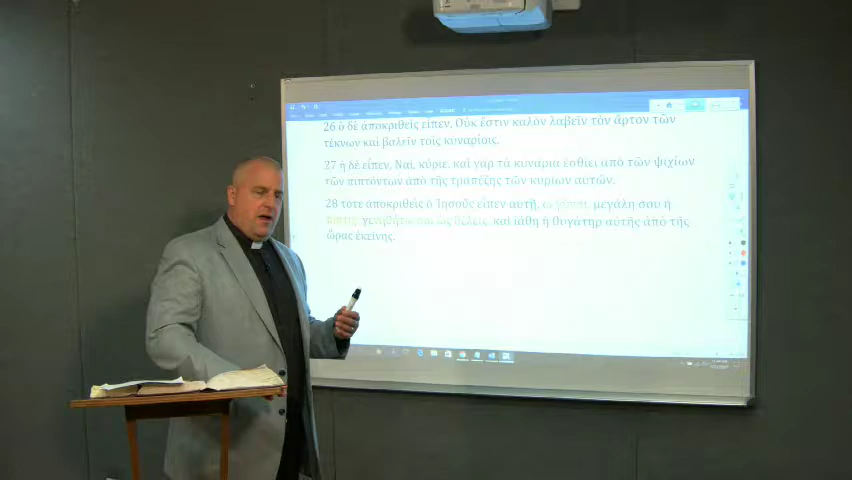 26 ὁ δὲ ἀποκριθεὶς εἶπεν, Οὐκ ἔστιν καλὸν λαβεῖν τὸν ἄρτον τῶν
τέκνων καὶ βαλεῖν τοῖς κυναρίοις.
27 ἡ δὲ εἶπεν, Ναί, κύριε, καὶ γὰρ τὰ κυνάρια ἐσθίει ἀπὸ τῶν ψιχίων
τῶν πιπτόντων ἀπὸ τῆς τραπέζης τῶν κυρίων αὐτῶν.
28 τότε ἀποκριθεὶς ὁ Ἰησοῦς εἶπεν αὐτῇ, ὦ γύναι, μεγάλη σου ἡ
πίστις· γενηθήτω σοι ὡς θέλεις. καὶ ἰάθη ἡ θυγάτηρ αὐτῆς ἀπὸ τῆς
ὥρας ἐκείνης.